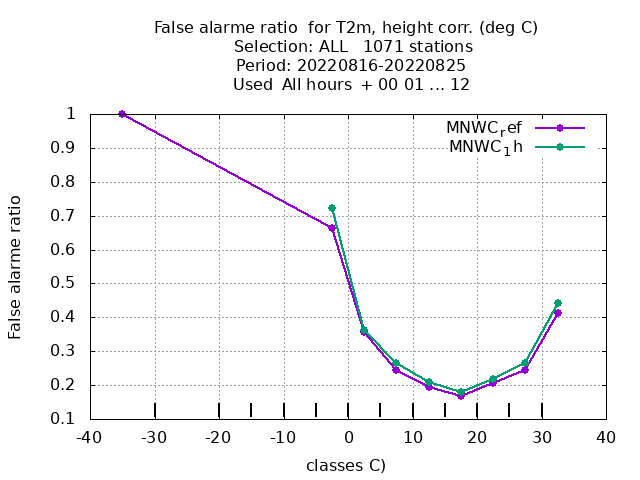 False alarme ratio  for T2m, height corr. (deg C)
Selection: ALL   1071 stations
Period: 20220816-20220825
Used  All hours  + 00 01 ... 12
MNWC_ref
MNWC_1h
1
0.9
0.8
0.7
0.6
0.5
0.4
0.3
0.2
0.1
False alarme ratio
-40 -30 -20 -10 0 10 20 30 40
classes C)